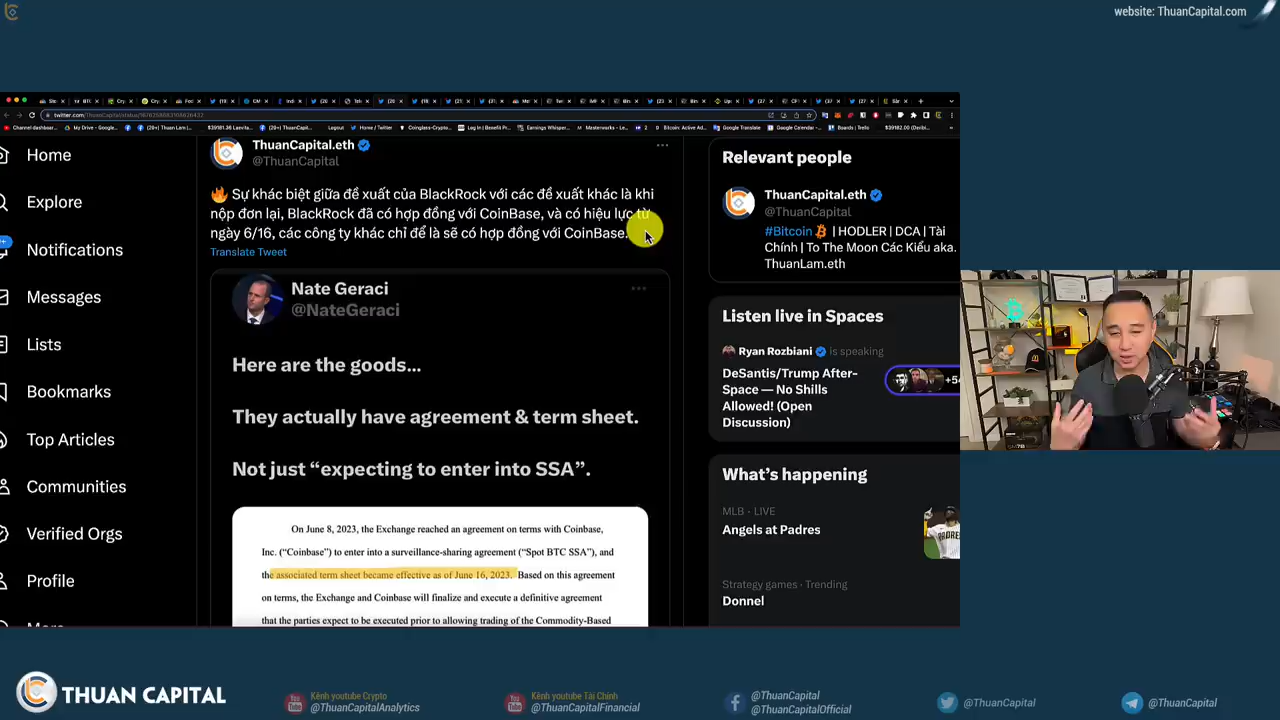 website: ThuanCapital.com
Home
Explore
Notifications
Messages
Lists
Bookmarks
Top Articles
Communities
Verified Orgs
Profile
ThuanCapital.eth
@ThuanCapital
🔥 Sự khác biệt giữa đề xuất của BlackRock với các đề xuất khác là khi
nộp đơn lại, BlackRock đã có hợp đồng với CoinBase, và có hiệu lực từ
ngày 6/16, các công ty khác chỉ để là sẽ có hợp đồng với CoinBase.
Translate Tweet
Nate Geraci
@NateGeraci
Here are the goods...
They actually have agreement & term sheet.
Not just “expecting to enter into SSA”.
On June 8, 2023, the Exchange reached an agreement on terms with Coinbase,
Inc. (“Coinbase”) to enter into a surveillance-sharing agreement (“Spot BTC SSA”), and
the associated term sheet became effective as of June 16, 2023. Based on this agreement
on terms, the Exchange and Coinbase will finalize and execute a definitive agreement
that the parties expect to be executed prior to allowing trading of the Commodity-Based
Relevant people
ThuanCapital.eth
@ThuanCapital
#Bitcoin | HODLER | DCA | Tài
Chính | To The Moon Các Kiểu aka.
ThuanLam.eth
Listen live in Spaces
Ryan Rozbiani is speaking
DeSantis/Trump After-
Space — No Shills
Allowed! (Open
Discussion)
What’s happening
MLB · LIVE
Angels at Padres
Strategy games · Trending
Donnel
THUAN CAPITAL
Kênh youtube Crypto
@ThuanCapitalAnalytics
Kênh youtube Tài Chính
@ThuanCapitalFinancial
@ThuanCapital
@ThuanCapitalOfficial
@ThuanCapital
@ThuanCapital